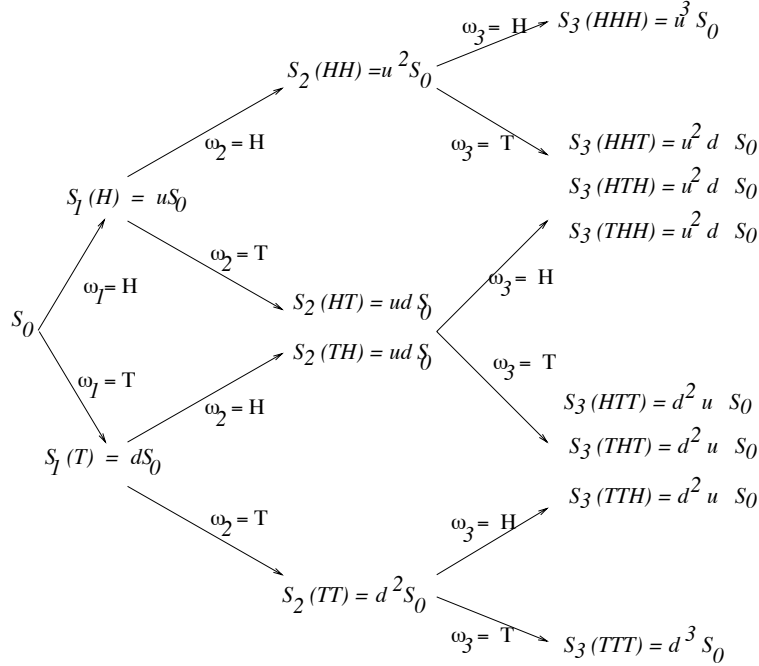 S₃ (HHH) = u³ S₀
ω₃ = H
S₂ (HH) = u² S₀
ω₂ = H
ω₃ = T
S₃ (HHT) = u² d S₀
S₃ (HTH) = u² d S₀
S₃ (THH) = u² d S₀
S₁ (H) = uS₀
ω₂ = T
ω₁ = H
ω₃ = H
S₀
S₂ (HT) = ud S₀
S₂ (TH) = ud S₀
ω₁ = T
ω₂ = H
ω₃ = T
S₃ (HTT) = d² u S₀
S₃ (THT) = d² u S₀
S₃ (TTH) = d² u S₀
S₁ (T) = dS₀
ω₂ = T
ω₃ = H
S₂ (TT) = d² S₀
ω₃ = T
S₃ (TTT) = d³ S₀